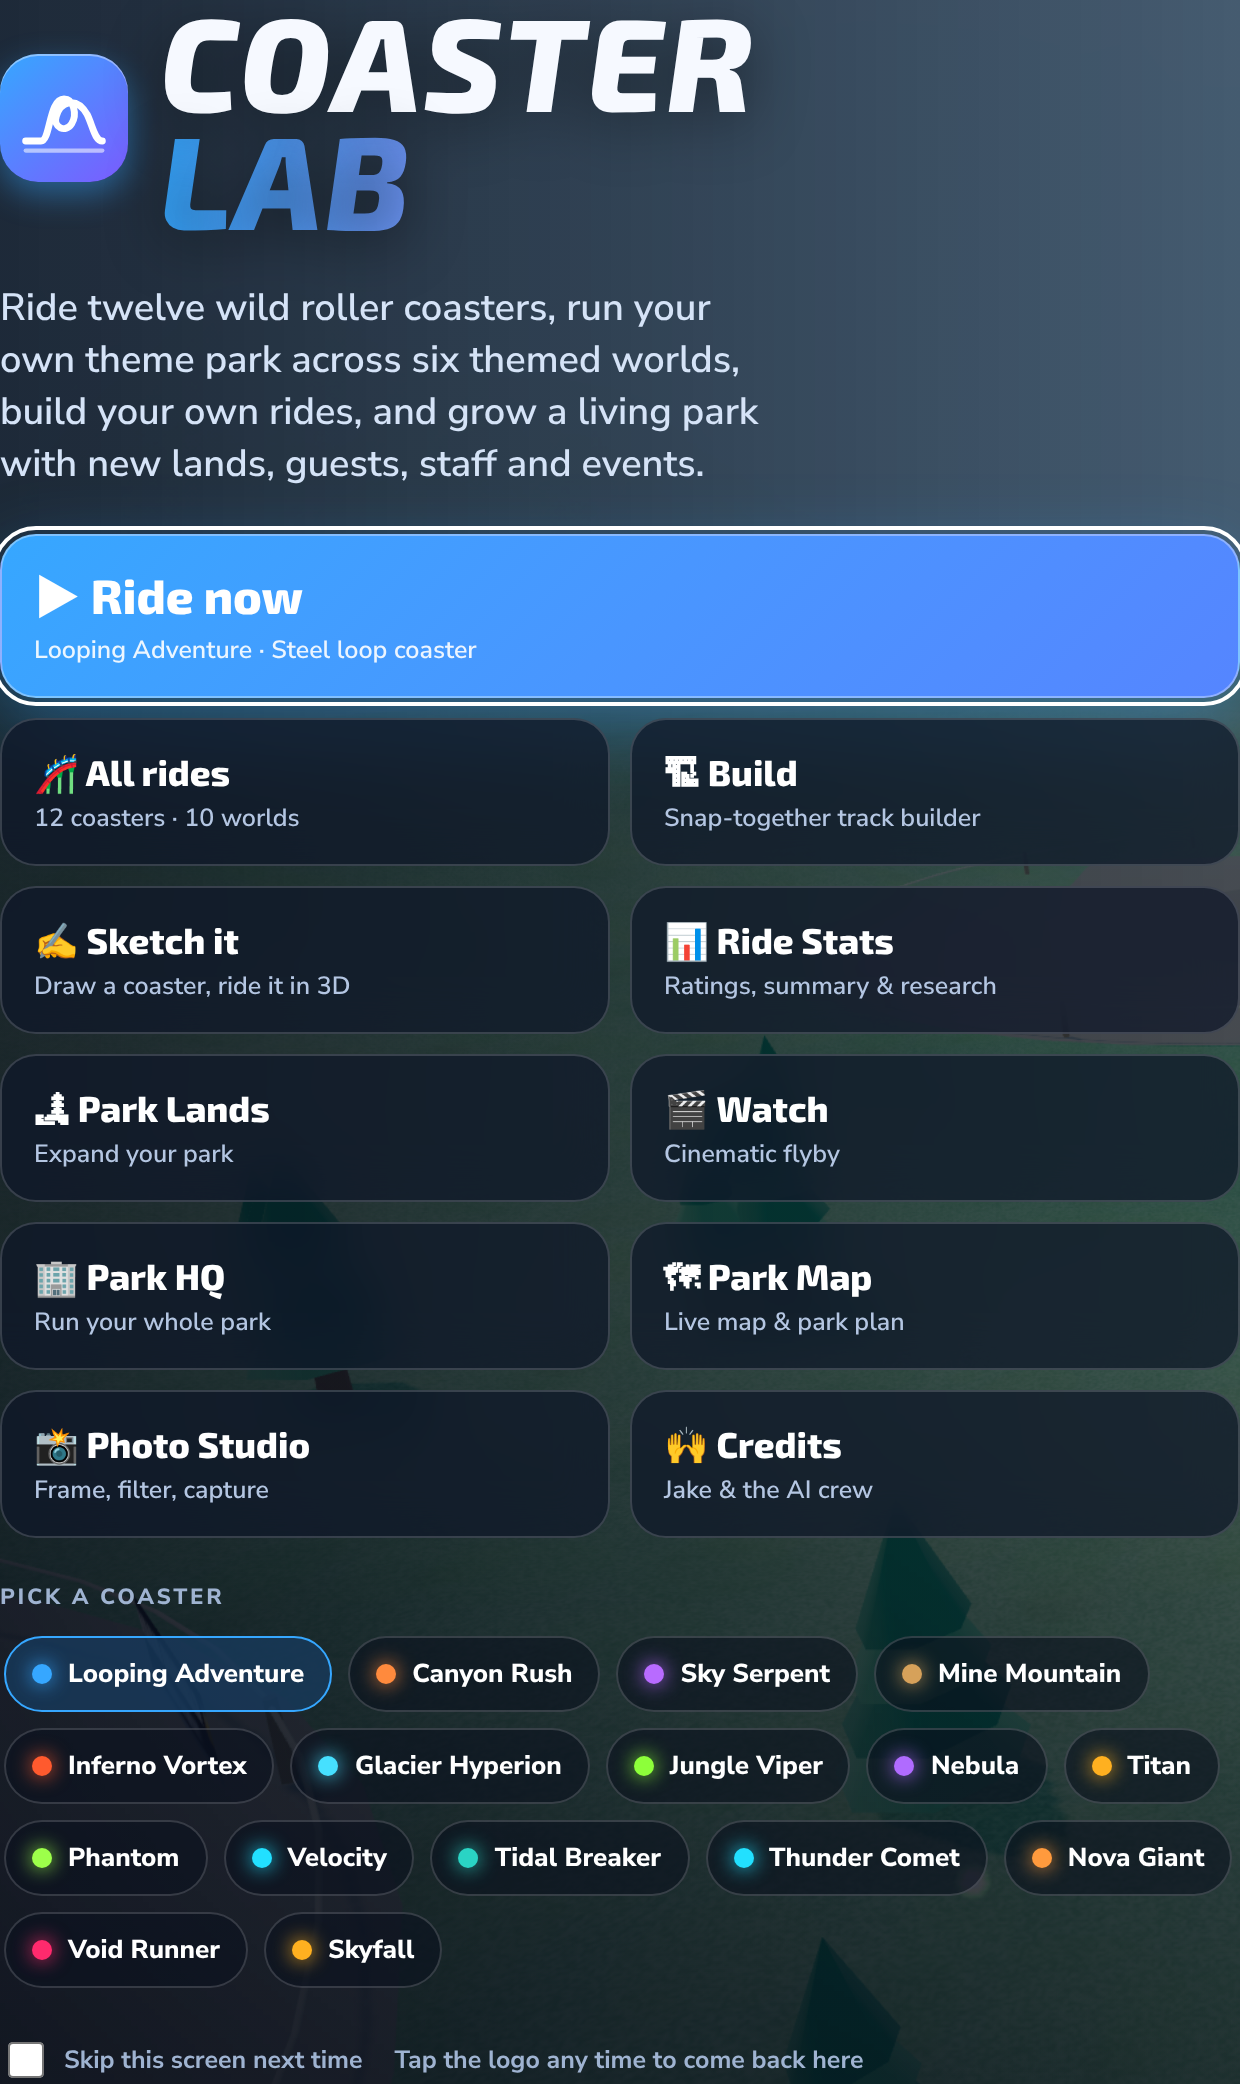 COASTER
LAB
Ride twelve wild roller coasters, run your
own theme park across six themed worlds,
build your own rides, and grow a living park
with new lands, guests, staff and events.
▶ Ride now
Looping Adventure · Steel loop coaster
🎢 All rides
12 coasters · 10 worlds
🏗 Build
Snap-together track builder
✍️ Sketch it
Draw a coaster, ride it in 3D
📊 Ride Stats
Ratings, summary & research
🏞 Park Lands
Expand your park
🎬 Watch
Cinematic flyby
🏢 Park HQ
Run your whole park
🗺 Park Map
Live map & park plan
📸 Photo Studio
Frame, filter, capture
🙌 Credits
Jake & the AI crew
PICK A COASTER
Looping Adventure Canyon Rush Sky Serpent Mine Mountain
Inferno Vortex Glacier Hyperion Jungle Viper Nebula Titan
Phantom Velocity Tidal Breaker Thunder Comet Nova Giant
Void Runner Skyfall
Skip this screen next time Tap the logo any time to come back here